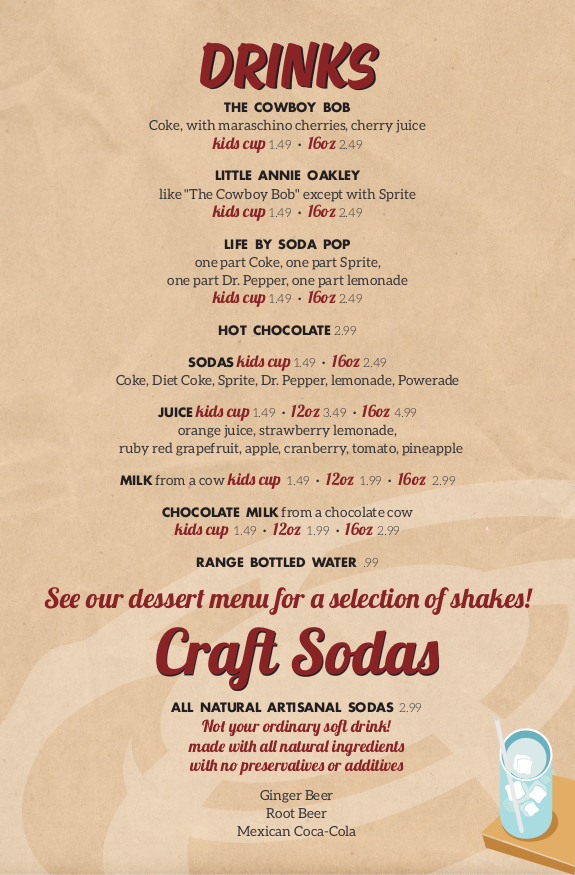 DRINKS
THE COWBOY BOB
Coke, with maraschino cherries, cherry juice
kids cup 1.49 · 16oz 2.49
LITTLE ANNIE OAKLEY
like "The Cowboy Bob" except with Sprite
kids cup 1.49 · 16oz 2.49
LIFE BY SODA POP
one part Coke, one part Sprite,
one part Dr. Pepper, one part lemonade
kids cup 1.49 · 16oz 2.49
HOT CHOCOLATE 2.99
SODAS kids cup 1.49 · 16oz 2.49
Coke, Diet Coke, Sprite, Dr. Pepper, lemonade, Powerade
JUICE kids cup 1.49 · 12oz 3.49 · 16oz 4.99
orange juice, strawberry lemonade,
ruby red grapefruit, apple, cranberry, tomato, pineapple
MILK from a cow kids cup 1.49 · 12oz 1.99 · 16oz 2.99
CHOCOLATE MILK from a chocolate cow
kids cup 1.49 · 12oz 1.99 · 16oz 2.99
RANGE BOTTLED WATER .99
See our dessert menu for a selection of shakes!
Craft Sodas
ALL NATURAL ARTISANAL SODAS 2.99
Not your ordinary soft drink!
made with all natural ingredients
with no preservatives or additives
Ginger Beer
Root Beer
Mexican Coca-Cola